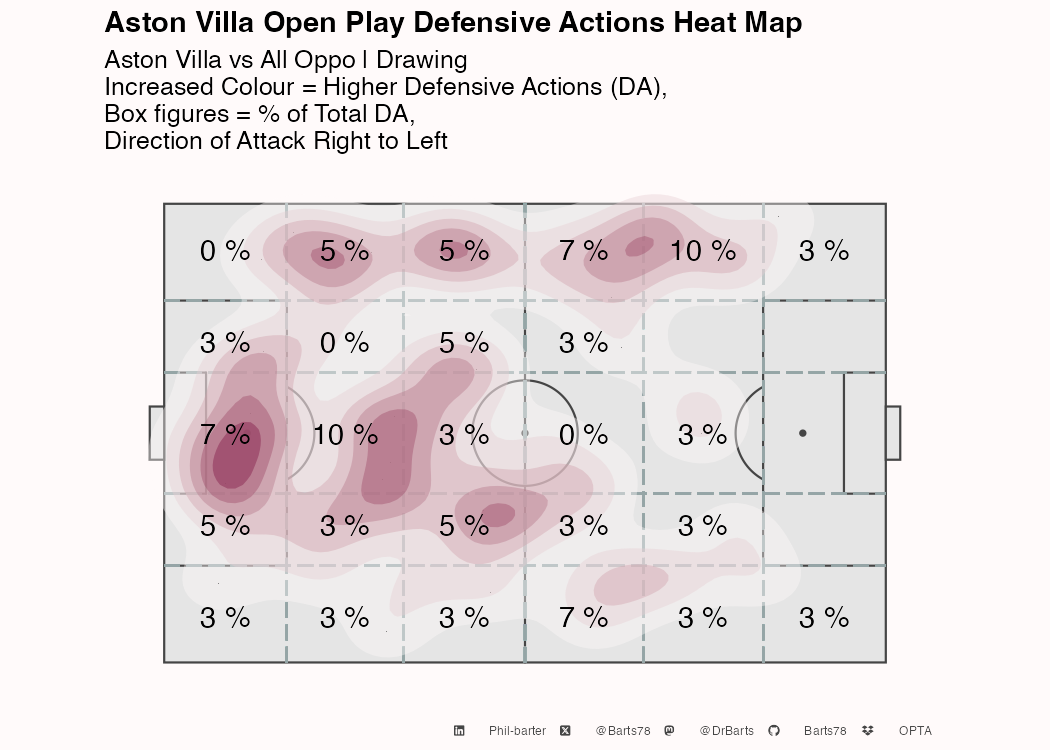 Aston Villa Open Play Defensive Actions Heat Map
Aston Villa vs All Oppo | Drawing
Increased Colour = Higher Defensive Actions (DA),
Box figures = % of Total DA,
Direction of Attack Right to Left
0 % 5 % 5 % 7 % 10 % 3 %
3 % 0 % 5 % 3 %
7 % 10 % 3 % 0 % 3 %
5 % 3 % 5 % 3 % 3 %
3 % 3 % 3 % 7 % 3 % 3 %
Phil-barter @Barts78 @DrBarts Barts78 OPTA